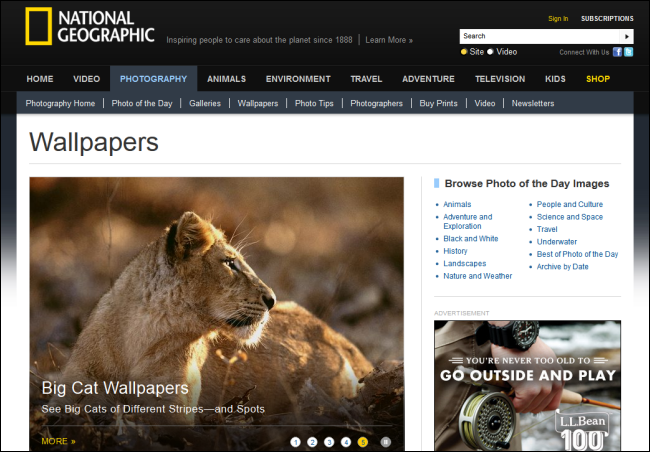 NATIONAL
GEOGRAPHIC
Inspiring people to care about the planet since 1888 | Learn More »
Sign In SUBSCRIPTIONS
Search
Site Video
Connect With Us
HOME VIDEO PHOTOGRAPHY ANIMALS ENVIRONMENT TRAVEL ADVENTURE TELEVISION KIDS SHOP
Photography Home | Photo of the Day | Galleries | Wallpapers | Photo Tips | Photographers | Buy Prints | Video | Newsletters
Wallpapers
Big Cat Wallpapers
See Big Cats of Different Stripes—and Spots
MORE »
1 2 3 4 5
Browse Photo of the Day Images
• Animals
• Adventure and
Exploration
• Black and White
• History
• Landscapes
• Nature and Weather
• People and Culture
• Science and Space
• Travel
• Underwater
• Best of Photo of the Day
• Archive by Date
ADVERTISEMENT
YOU'RE NEVER TOO OLD TO
GO OUTSIDE AND PLAY
L.L.Bean
100